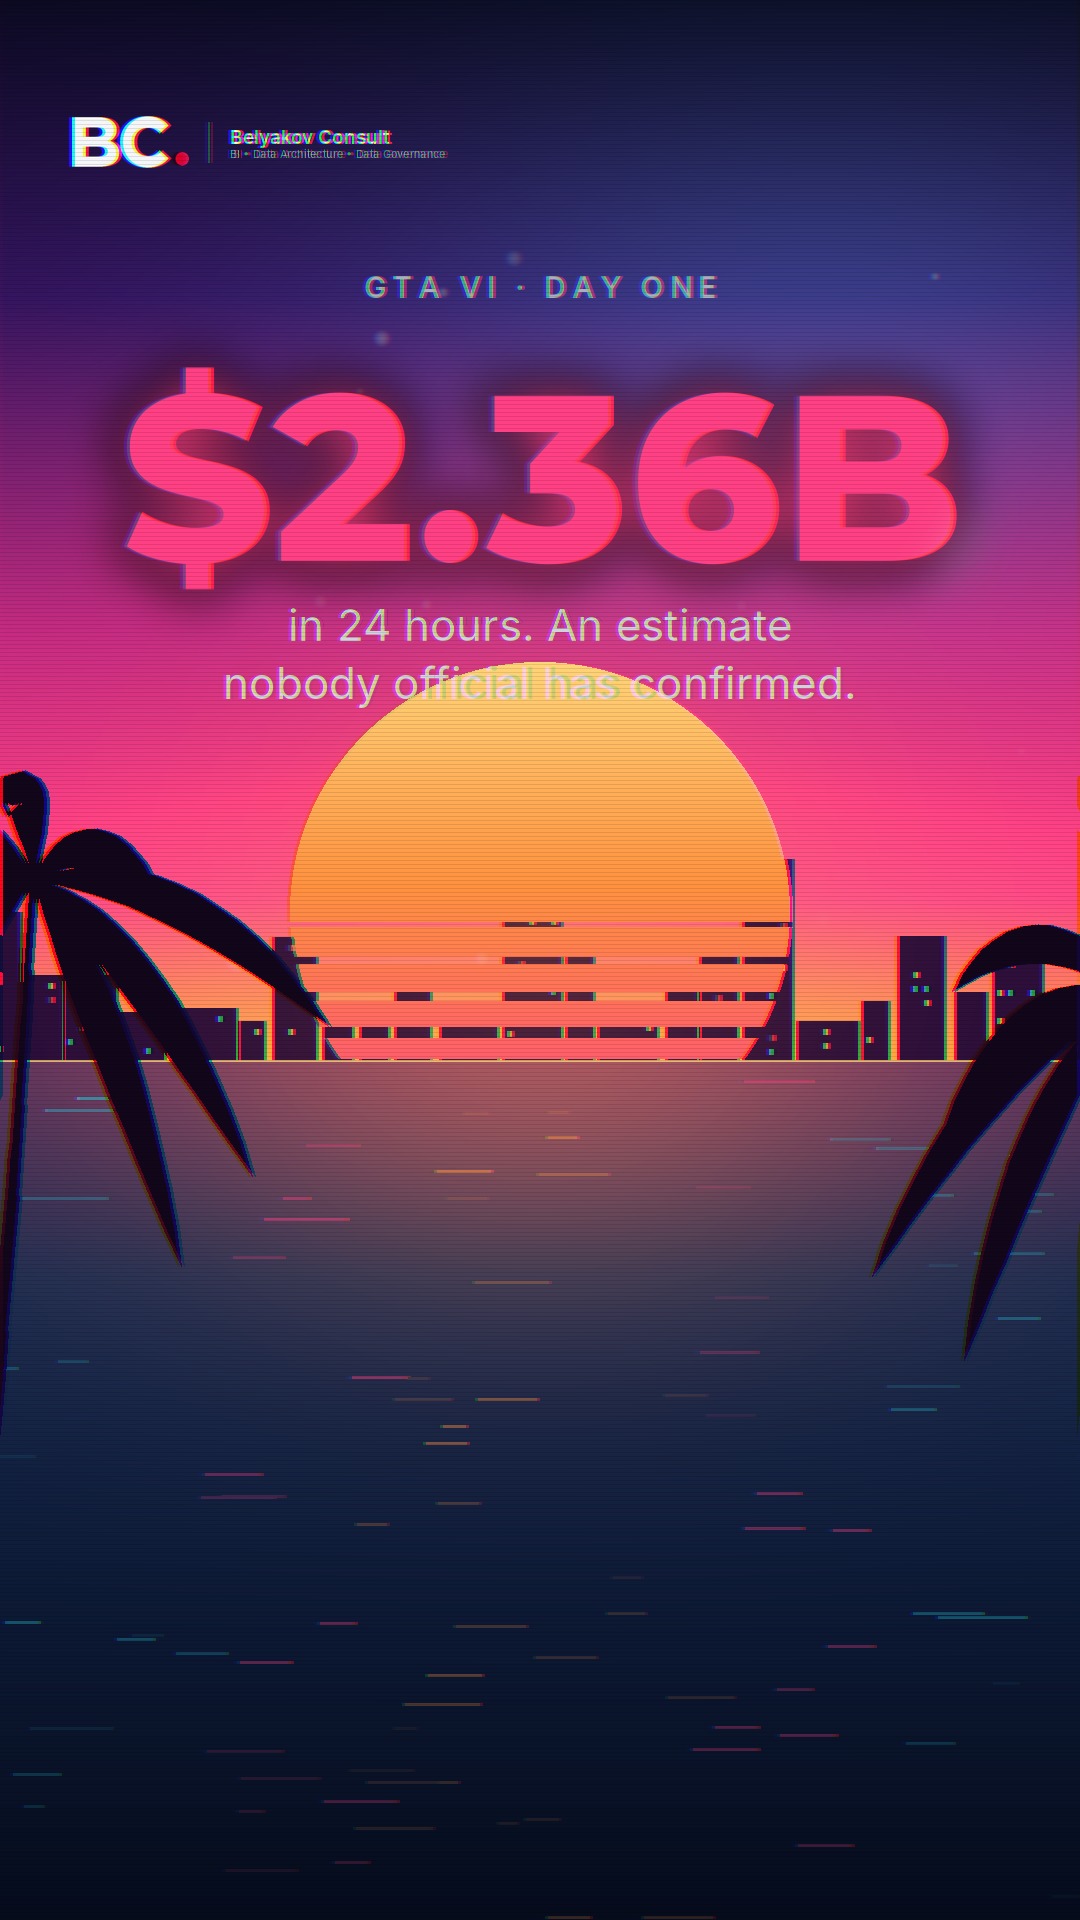 BC.
Belyakov Consult
BI • Data Architecture • Data Governance
GTA VI · DAY ONE
$2.36B
in 24 hours. An estimate
nobody official has confirmed.